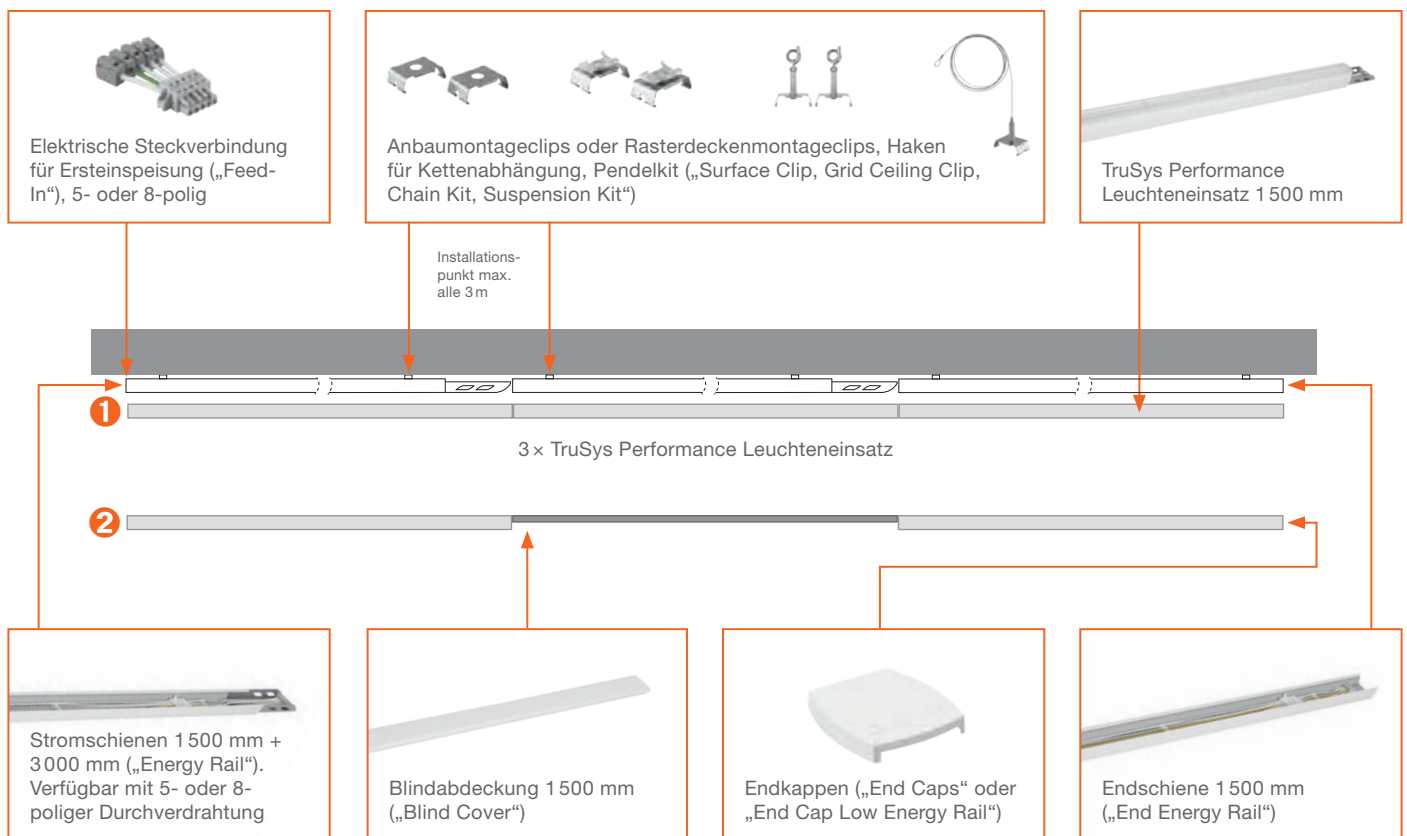 Elektrische Steckverbindung
für Ersteinspeisung („Feed-
In“), 5- oder 8-polig
Anbaumontageclips oder Rasterdeckenmontageclips, Haken
für Kettenabhängung, Pendelkit („Surface Clip, Grid Ceiling Clip,
Chain Kit, Suspension Kit“)
TruSys Performance
Leuchteneinsatz 1 500 mm
Installations-
punkt max.
alle 3 m
1
3 × TruSys Performance Leuchteneinsatz
2
Stromschienen 1 500 mm +
3 000 mm („Energy Rail“).
Verfügbar mit 5- oder 8-
poliger Durchverdrahtung
Blindabdeckung 1 500 mm
(„Blind Cover“)
Endkappen („End Caps“ oder
„End Cap Low Energy Rail“)
Endschiene 1 500 mm
(„End Energy Rail“)